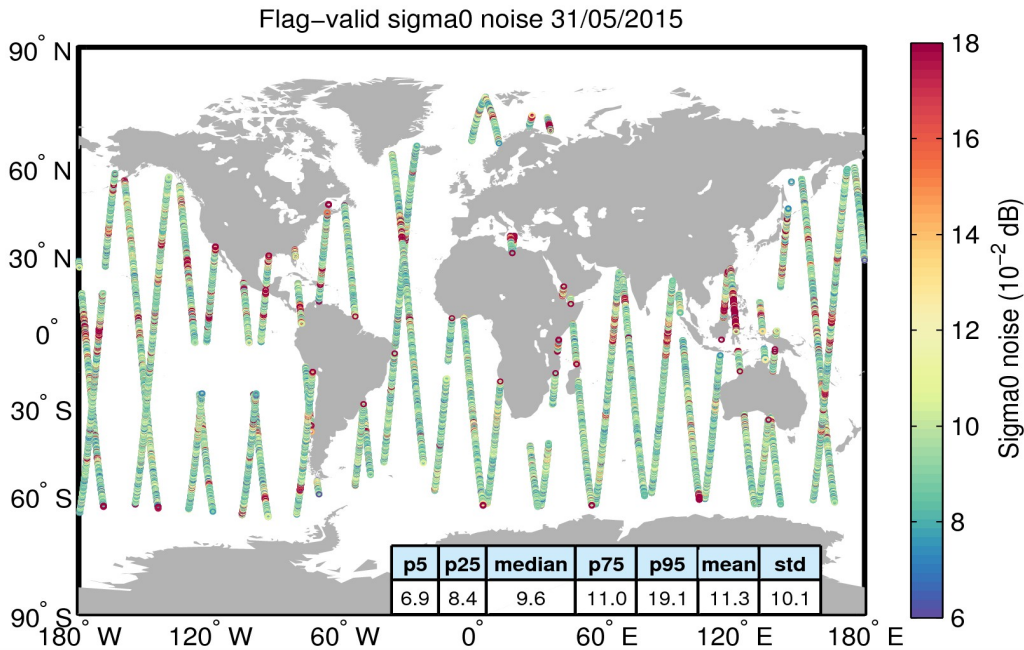 Flag−valid sigma0 noise 31/05/2015
90° N
60° N
30° N
0°
30° S
60° S
90° S
180° W
120° W
60° W
0°
60° E
120° E
180° E
p5 p25 median p75 p95 mean std
6.9 8.4 9.6 11.0 19.1 11.3 10.1
18
16
14
12
10
8
6
Sigma0 noise (10⁻² dB)